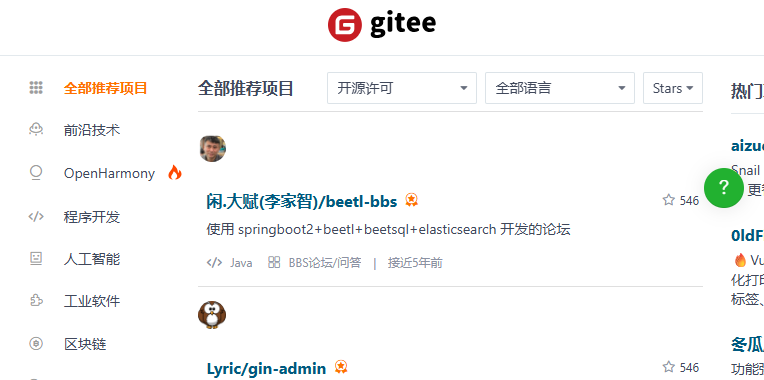 gitee
全部推荐项目
前沿技术
OpenHarmony
程序开发
人工智能
工业软件
区块链
全部推荐项目
开源许可
全部语言
Stars
闲.大赋(李家智)/beetl-bbs
546
使用 springboot2+beetl+beetsql+elasticsearch 开发的论坛
Java BBS论坛/问答 | 接近5年前
Lyric/gin-admin
546
热门
Snail
?
更
0ldF
Vu
化打
标签、
冬瓜